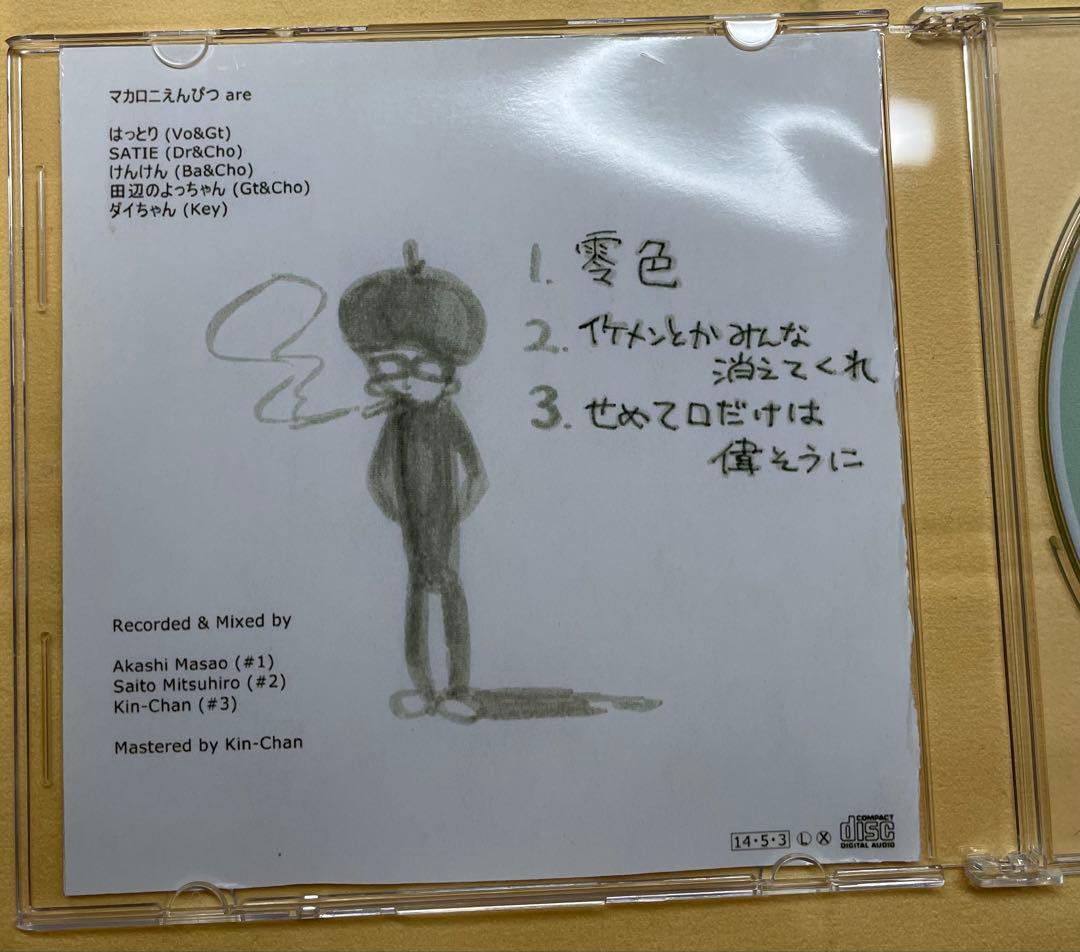 マカロニえんぴつ are
はっとり (Vo&Gt)
SATIE (Dr&Cho)
けんけん (Ba&Cho)
田辺のよっちゃん (Gt&Cho)
ダイちゃん (Key)
1. 零色
2. イケメンとかみんな
消えてくれ
3. せめて口だけは
偉そうに
Recorded & Mixed by
Akashi Masao (#1)
Saito Mitsuhiro (#2)
Kin-Chan (#3)
Mastered by Kin-Chan
14・5・3 Ⓛ Ⓧ
COMPACT
disc
DIGITAL AUDIO